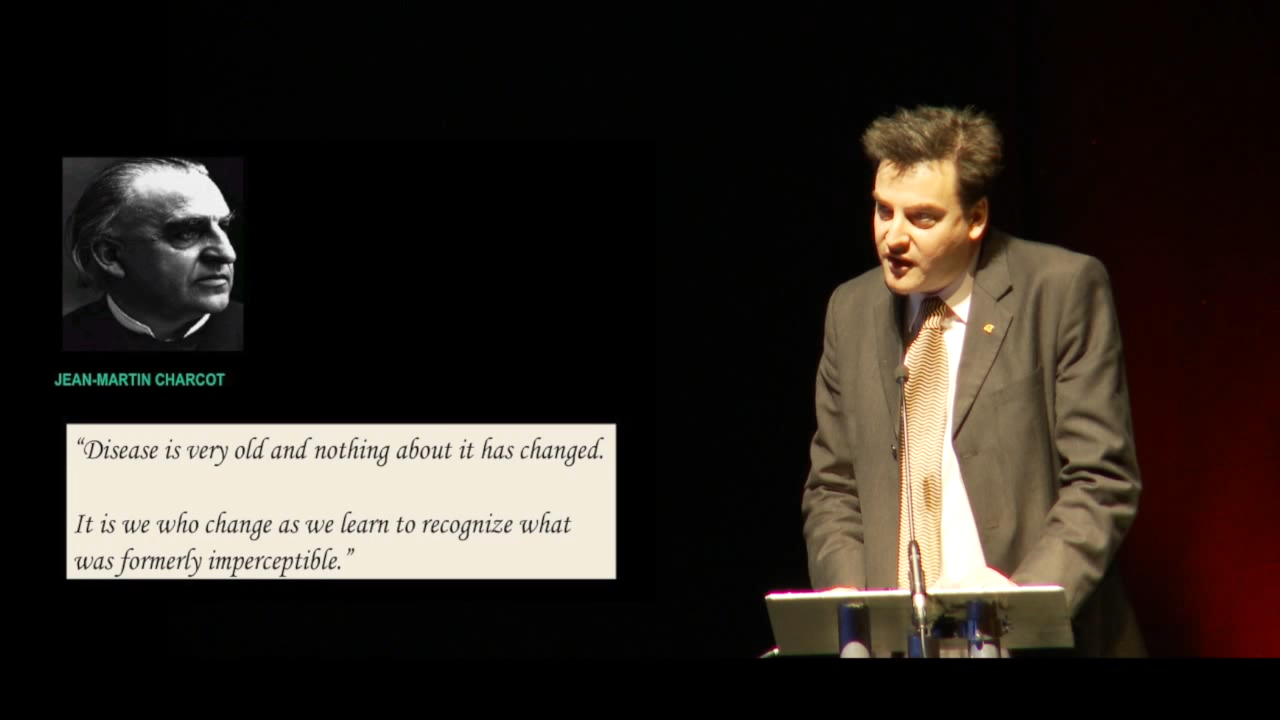 JEAN-MARTIN CHARCOT
“Disease is very old and nothing about it has changed.
It is we who change as we learn to recognize what
was formerly imperceptible.”